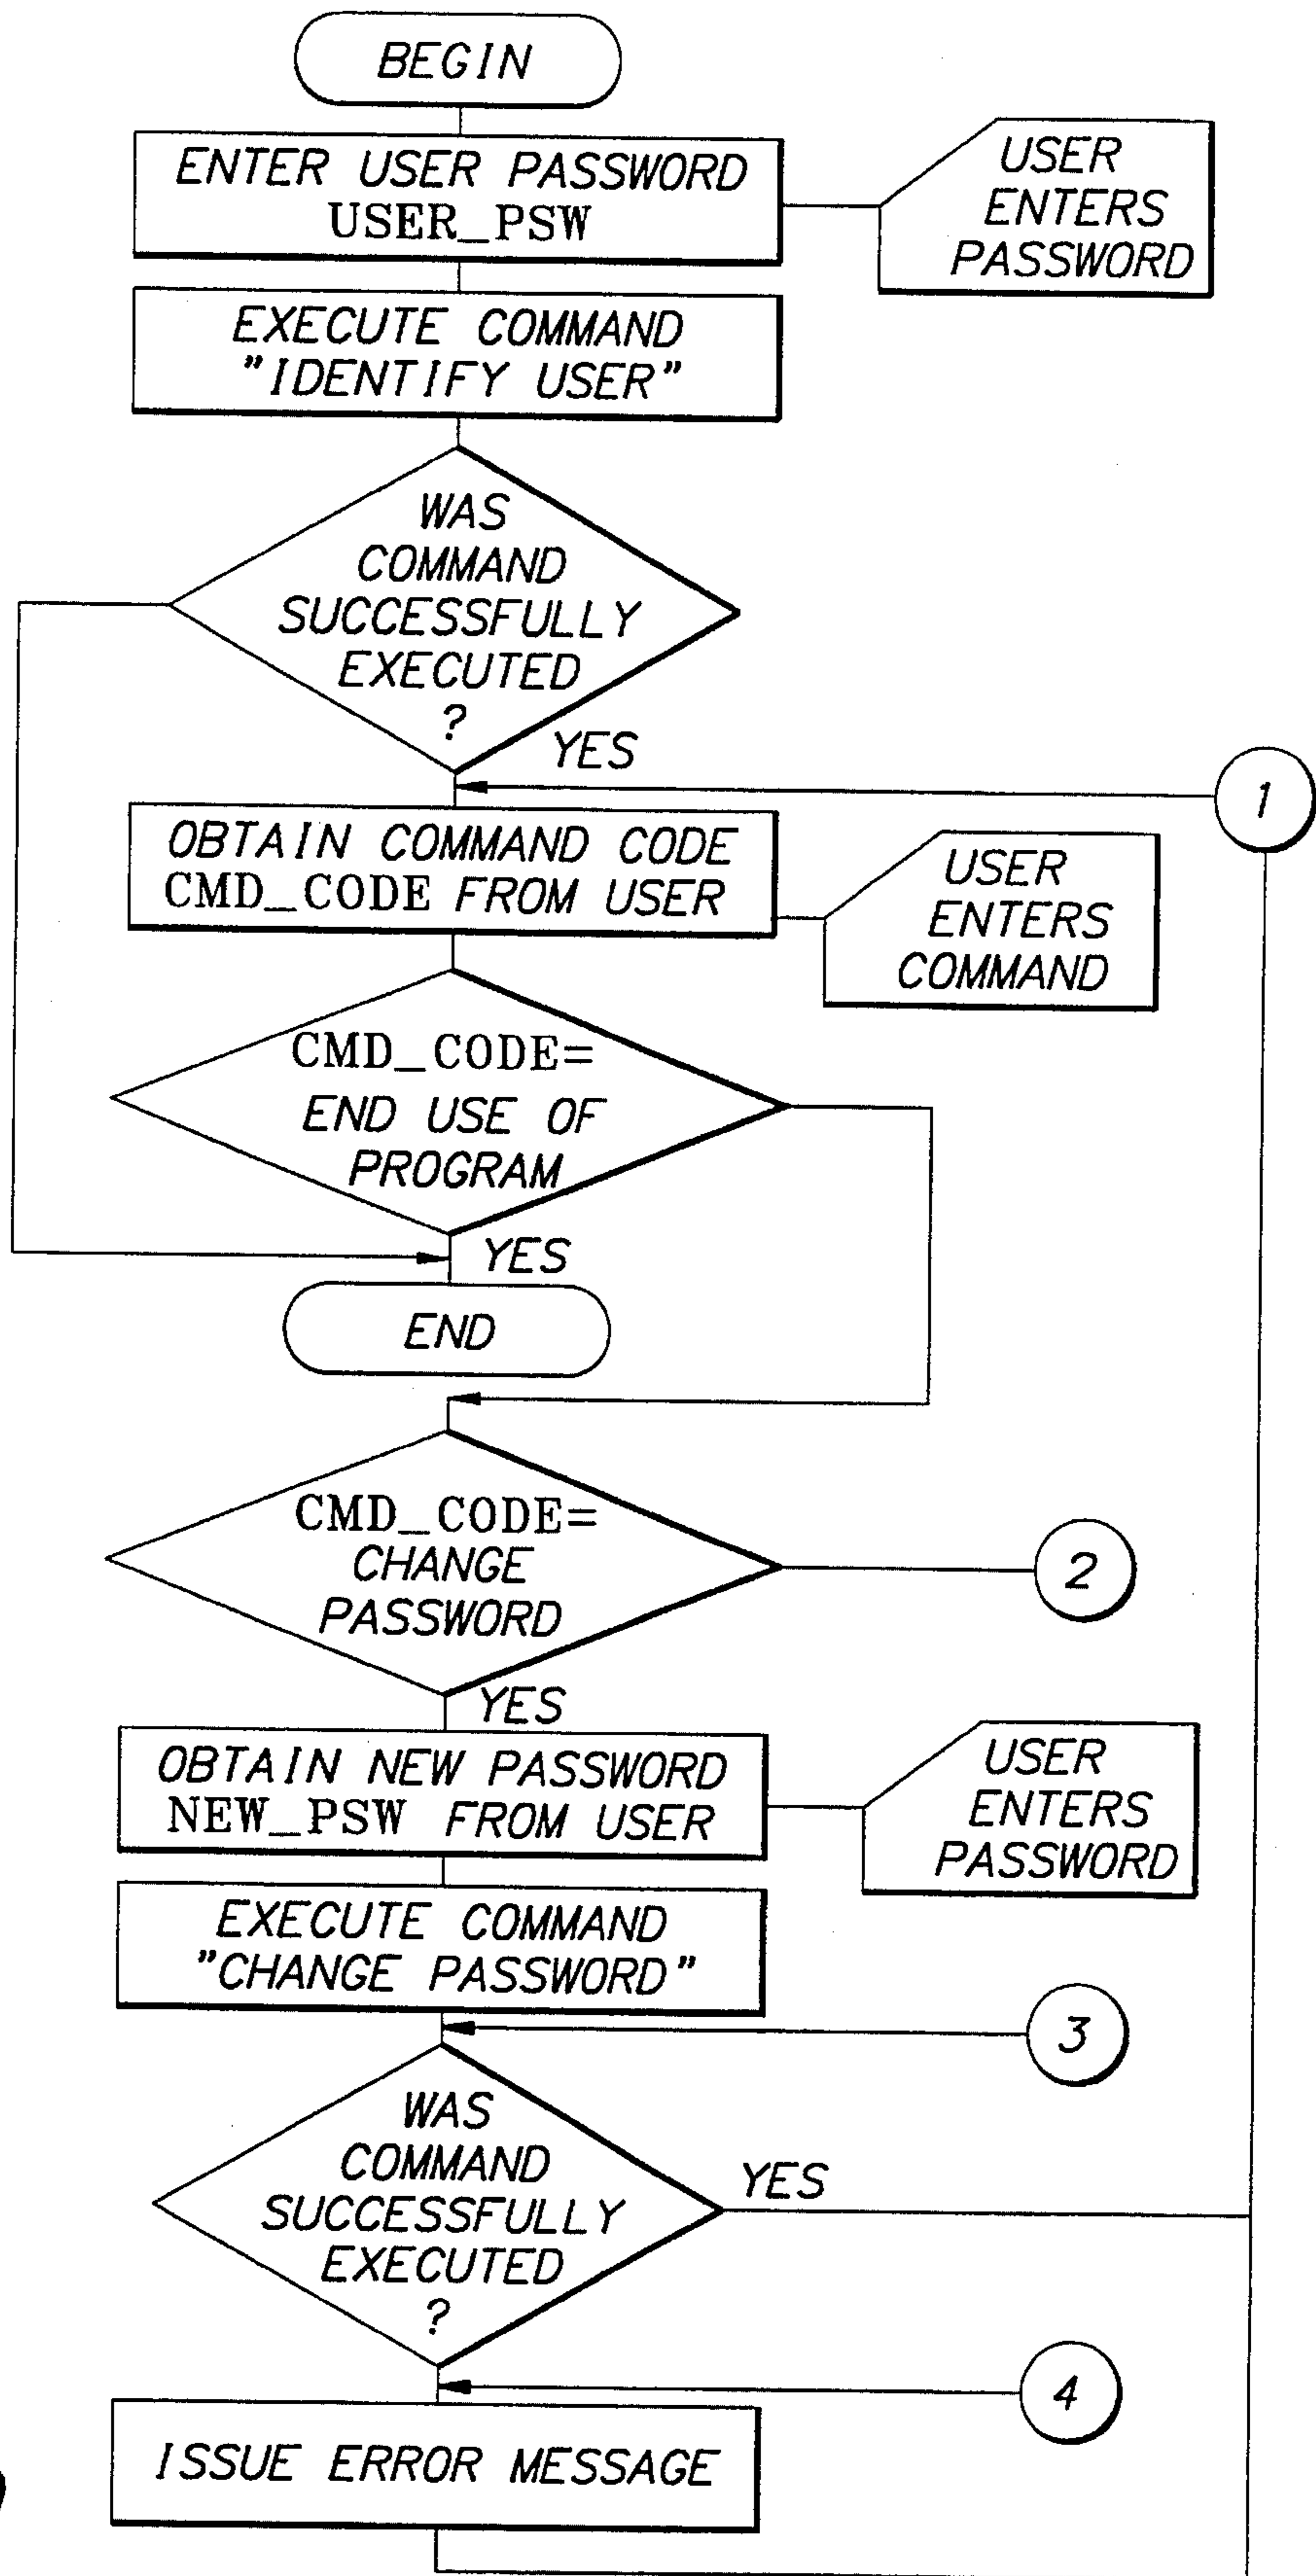 BEGIN
ENTER USER PASSWORD
USER_PSW
USER
ENTERS
PASSWORD
EXECUTE COMMAND
"IDENTIFY USER"
WAS
COMMAND
SUCCESSFULLY
EXECUTED
?
YES
1
OBTAIN COMMAND CODE
CMD_CODE FROM USER
USER
ENTERS
COMMAND
CMD_CODE=
END USE OF
PROGRAM
YES
END
CMD_CODE=
CHANGE
PASSWORD
2
YES
OBTAIN NEW PASSWORD
NEW_PSW FROM USER
USER
ENTERS
PASSWORD
EXECUTE COMMAND
"CHANGE PASSWORD"
3
WAS
COMMAND
SUCCESSFULLY
EXECUTED
?
YES
4
ISSUE ERROR MESSAGE